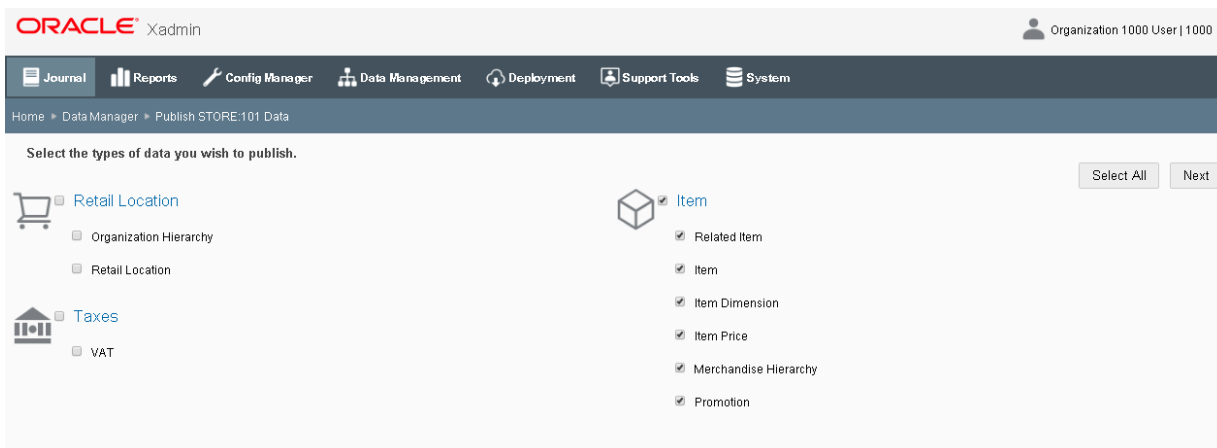 ORACLE® Xadmin
Organization 1000 User | 1000
Journal Reports Config Manager Data Management Deployment Support Tools System
Home Data Manager Publish STORE:101 Data
Select the types of data you wish to publish.
Select All Next
Retail Location
Organization Hierarchy
Retail Location
Taxes
VAT
Item
Related Item
Item
Item Dimension
Item Price
Merchandise Hierarchy
Promotion